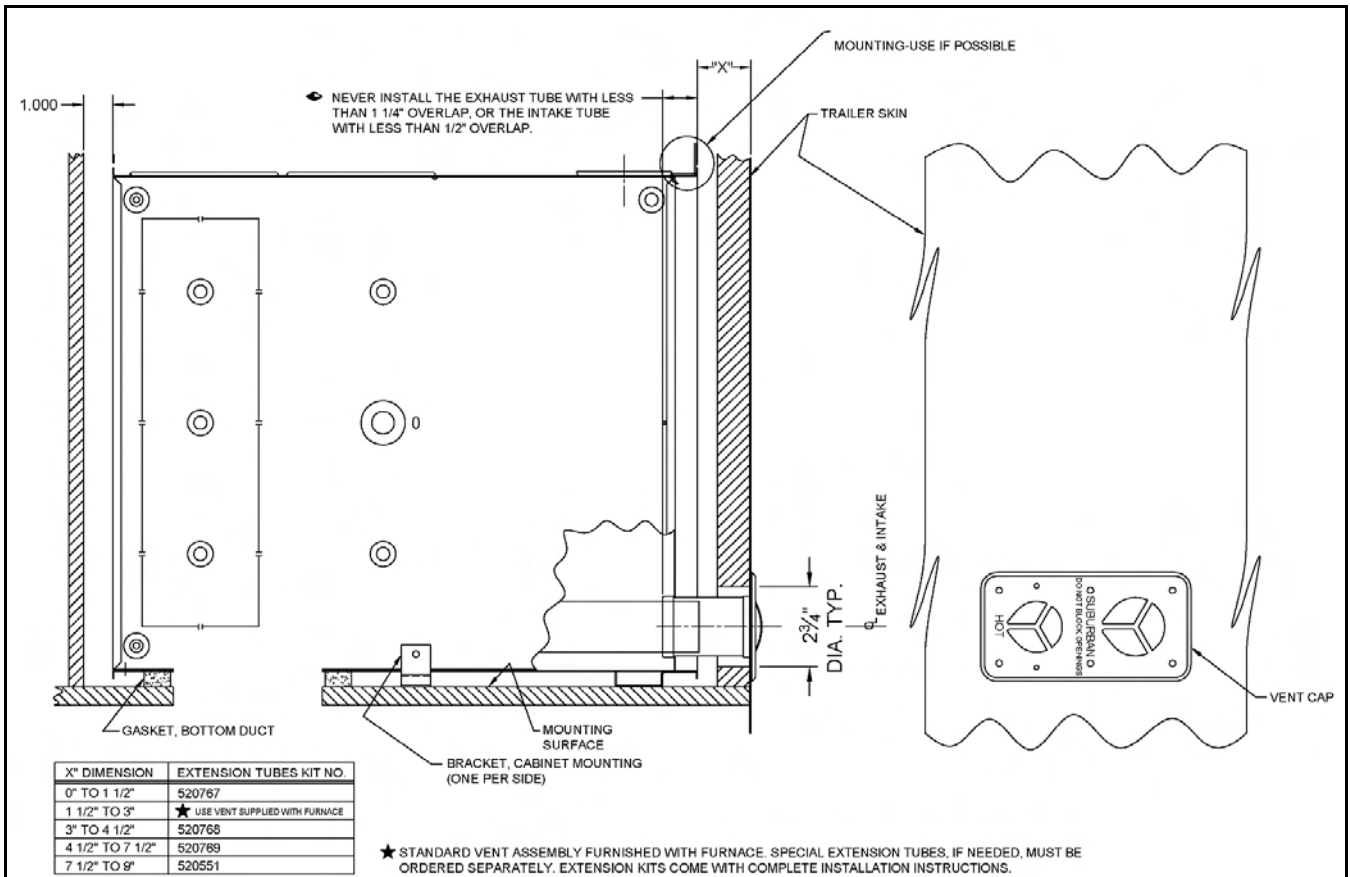 MOUNTING-USE IF POSSIBLE
"X"
1.000
NEVER INSTALL THE EXHAUST TUBE WITH LESS
THAN 1 1/4" OVERLAP, OR THE INTAKE TUBE
WITH LESS THAN 1/2" OVERLAP.
TRAILER SKIN
0
2 3/4"
DIA. TYP.
℄ EXHAUST & INTAKE
HOT
DO NOT BLOCK OPENINGS
SUBURBAN
VENT CAP
GASKET, BOTTOM DUCT
MOUNTING
SURFACE
BRACKET, CABINET MOUNTING
(ONE PER SIDE)
X" DIMENSION EXTENSION TUBES KIT NO.
0" TO 1 1/2" 520767
1 1/2" TO 3" ★ USE VENT SUPPLIED WITH FURNACE
3" TO 4 1/2" 520768
4 1/2" TO 7 1/2" 520769
7 1/2" TO 9" 520551
★ STANDARD VENT ASSEMBLY FURNISHED WITH FURNACE. SPECIAL EXTENSION TUBES, IF NEEDED, MUST BE
ORDERED SEPARATELY. EXTENSION KITS COME WITH COMPLETE INSTALLATION INSTRUCTIONS.